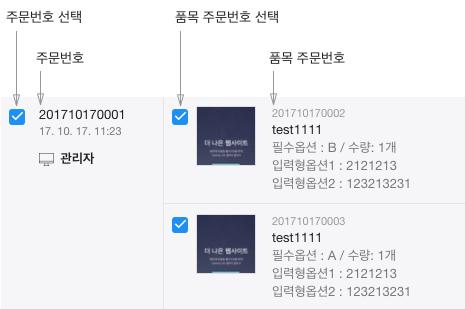 주문번호 선택
품목 주문번호 선택
주문번호
품목 주문번호
201710170001
17. 10. 17. 11:23
관리자
201710170002
test1111
필수옵션 : B / 수량: 1개
입력형옵션1 : 2121213
입력형옵션2 : 123213231
더 나은 웹사이트
201710170003
test1111
필수옵션 : A / 수량: 1개
입력형옵션1 : 2121213
입력형옵션2 : 123213231
더 나은 웹사이트